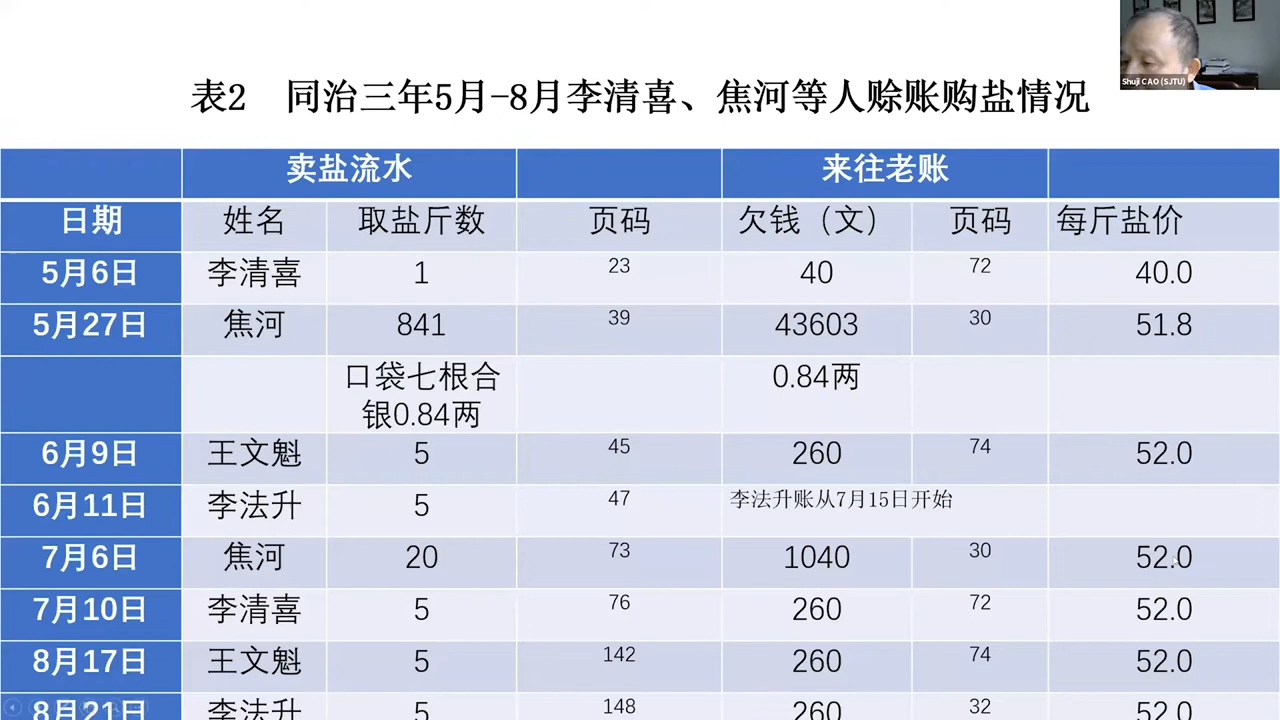 Shuji CAO (SJTU)
表2 同治三年5月-8月李清喜、焦河等人赊账购盐情况
卖盐流水 来往老账
日期 姓名 取盐斤数 页码 欠钱（文） 页码 每斤盐价
5月6日 李清喜 1 23 40 72 40.0
5月27日 焦河 841 39 43603 30 51.8
口袋七根合 0.84两
银0.84两
6月9日 王文魁 5 45 260 74 52.0
6月11日 李法升 5 47 李法升账从7月15日开始
7月6日 焦河 20 73 1040 30 52.0
7月10日 李清喜 5 76 260 72 52.0
8月17日 王文魁 5 142 260 74 52.0
8月21日 李法升 5 148 260 32 52.0